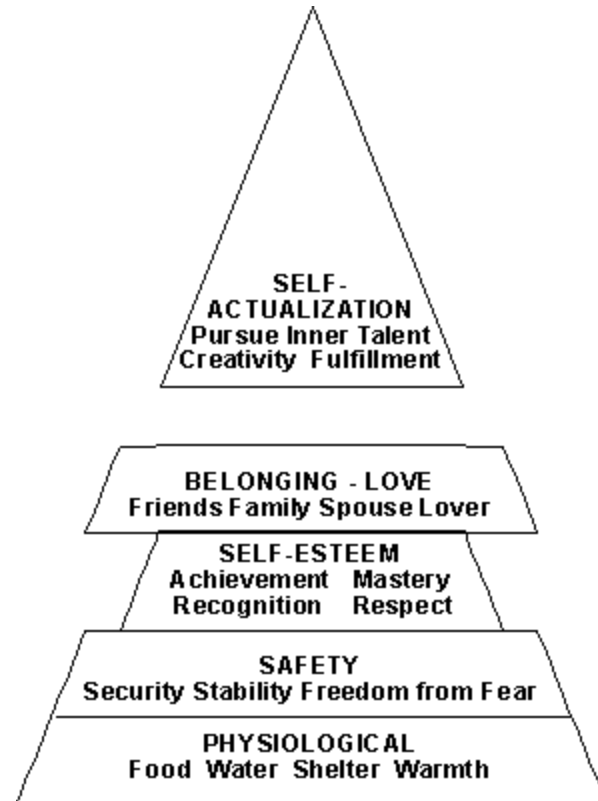 SELF-
ACTUALIZATION
Pursue Inner Talent
Creativity Fulfillment
BELONGING - LOVE
Friends Family Spouse Lover
SELF-ESTEEM
Achievement Mastery
Recognition Respect
SAFETY
Security Stability Freedom from Fear
PHYSIOLOGICAL
Food Water Shelter Warmth